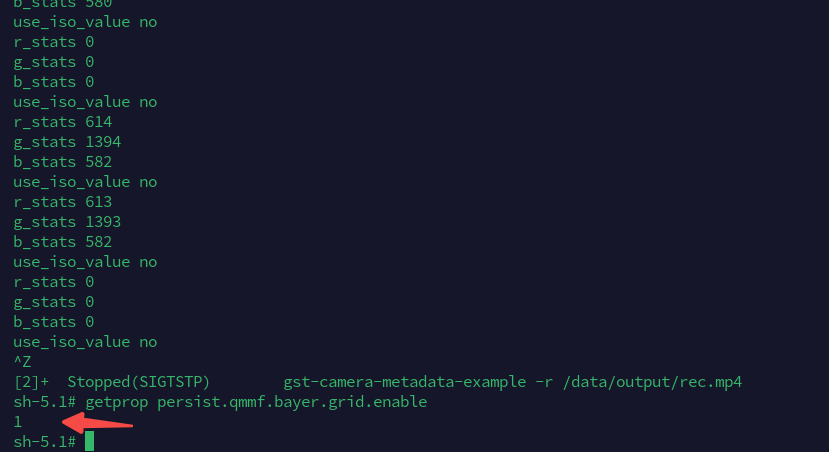 b_stats 580
use_iso_value no
r_stats 0
g_stats 0
b_stats 0
use_iso_value no
r_stats 614
g_stats 1394
b_stats 582
use_iso_value no
r_stats 613
g_stats 1393
b_stats 582
use_iso_value no
r_stats 0
g_stats 0
b_stats 0
use_iso_value no
^Z
[2]+  Stopped(SIGTSTP)        gst-camera-metadata-example -r /data/output/rec.mp4
sh-5.1# getprop persist.qmmf.bayer.grid.enable
1
sh-5.1#